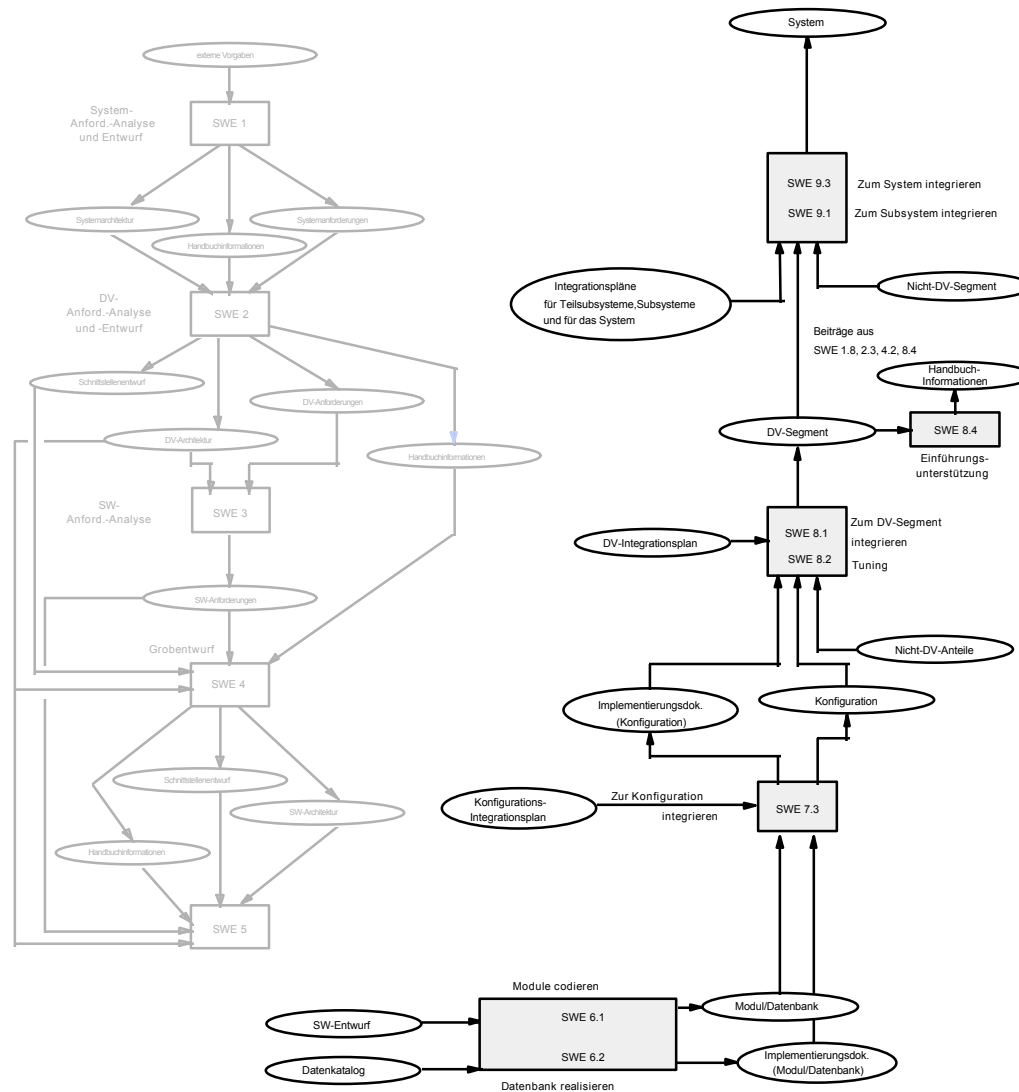 externe Vorgaben
System-
Anford.-Analyse
und Entwurf
SWE 1
Systemarchitektur
Systemanforderungen
Handbuchinformationen
DV-
Anford.-Analyse
und -Entwurf
SWE 2
Schnittstellenentwurf
DV-Anforderungen
DV-Architektur
Handbuchinformationen
SW-
Anford.-Analyse
SWE 3
SW-Anforderungen
Grobentwurf
SWE 4
Schnittstellenentwurf
SW-Architektur
Handbuchinformationen
SWE 5
System
SWE 9.3
Zum System integrieren
SWE 9.1
Zum Subsystem integrieren
Integrationspläne
für Teilsubsysteme,Subsysteme
und für das System
Nicht-DV-Segment
Beiträge aus
SWE 1.8, 2.3, 4.2, 8.4
Handbuch-
Informationen
DV-Segment
SWE 8.4
Einführungs-
unterstützung
DV-Integrationsplan
SWE 8.1
SWE 8.2
Zum DV-Segment
integrieren
Tuning
Nicht-DV-Anteile
Implementierungsdok.
(Konfiguration)
Konfiguration
Konfigurations-
Integrationsplan
Zur Konfiguration
integrieren
SWE 7.3
Module codieren
SW-Entwurf
SWE 6.1
Modul/Datenbank
Datenkatalog
SWE 6.2
Implementierungsdok.
(Modul/Datenbank)
Datenbank realisieren